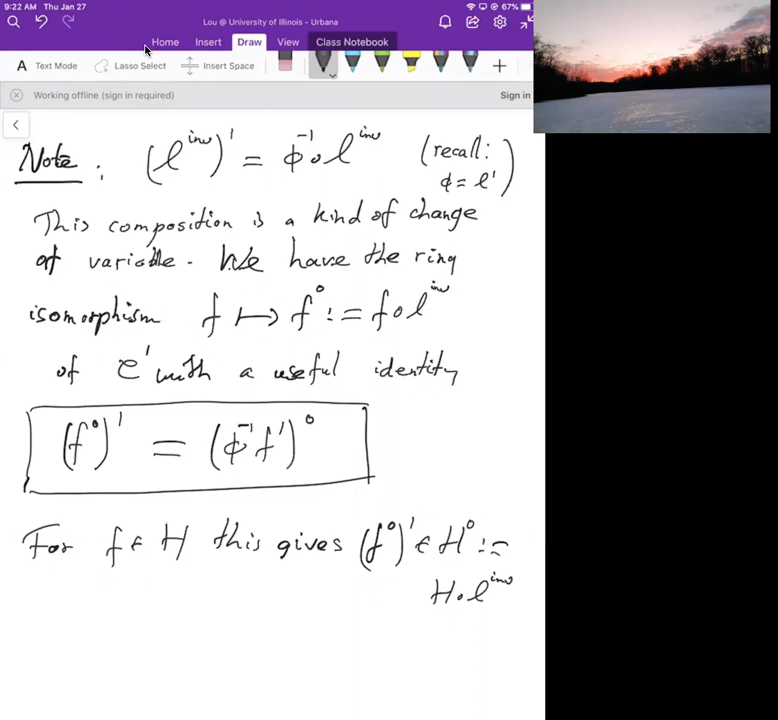 9:22 AM Thu Jan 27
67%
Lou @ University of Illinois - Urbana
Home Insert Draw View Class Notebook
A Text Mode Lasso Select Insert Space
Working offline (sign in required) Sign in
Note: (l^inv)' = ϕ^-1 ∘ l^inv (recall:
ϕ = l')
This composition is a kind of change
of variable. We have the ring
isomorphism f ↦ f° := f∘l^inv
of C' with a useful identity
(f°)' = (ϕ^-1 f')°
For f ∈ H this gives (f°)' ∈ H° :=
H∘l^inv